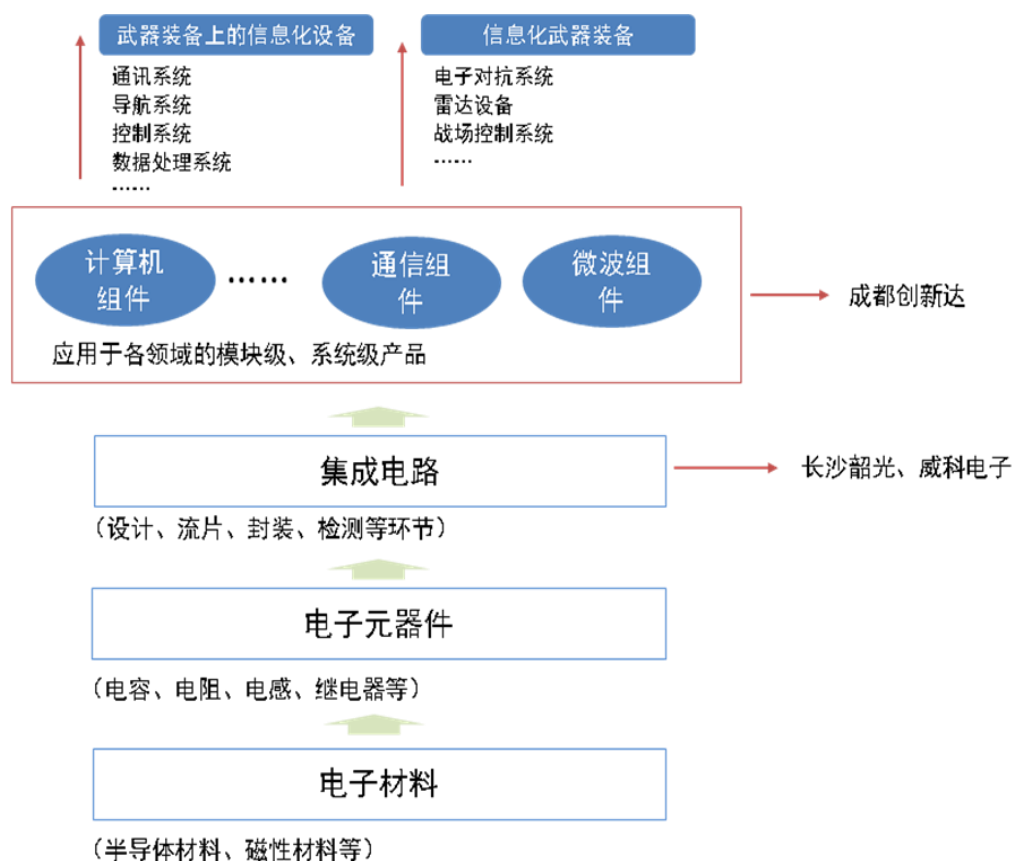 武器装备上的信息化设备
信息化武器装备
通讯系统
导航系统
控制系统
数据处理系统
……
电子对抗系统
雷达设备
战场控制系统
……
计算机
组件
……
通信组
件
微波组
件
应用于各领域的模块级、系统级产品
成都创新达
集成电路
长沙韶光、威科电子
（设计、流片、封装、检测等环节）
电子元器件
（电容、电阻、电感、继电器等）
电子材料
（半导体材料、磁性材料等）